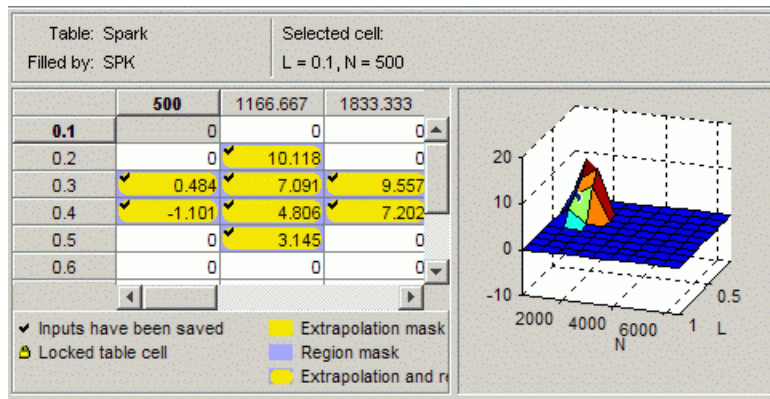 Table: Spark
Filled by: SPK
Selected cell:
L = 0.1, N = 500
500 1166.667 1833.333
0.1 0 0 0
0.2 0 10.118 0
0.3 0.484 7.091 9.557
0.4 -1.101 4.806 7.202
0.5 0 3.145 0
0.6 0 0 0
Inputs have been saved
Locked table cell
Extrapolation mask
Region mask
Extrapolation and re
20
10
0
-10
2000 4000 6000
N
1 0.5
L